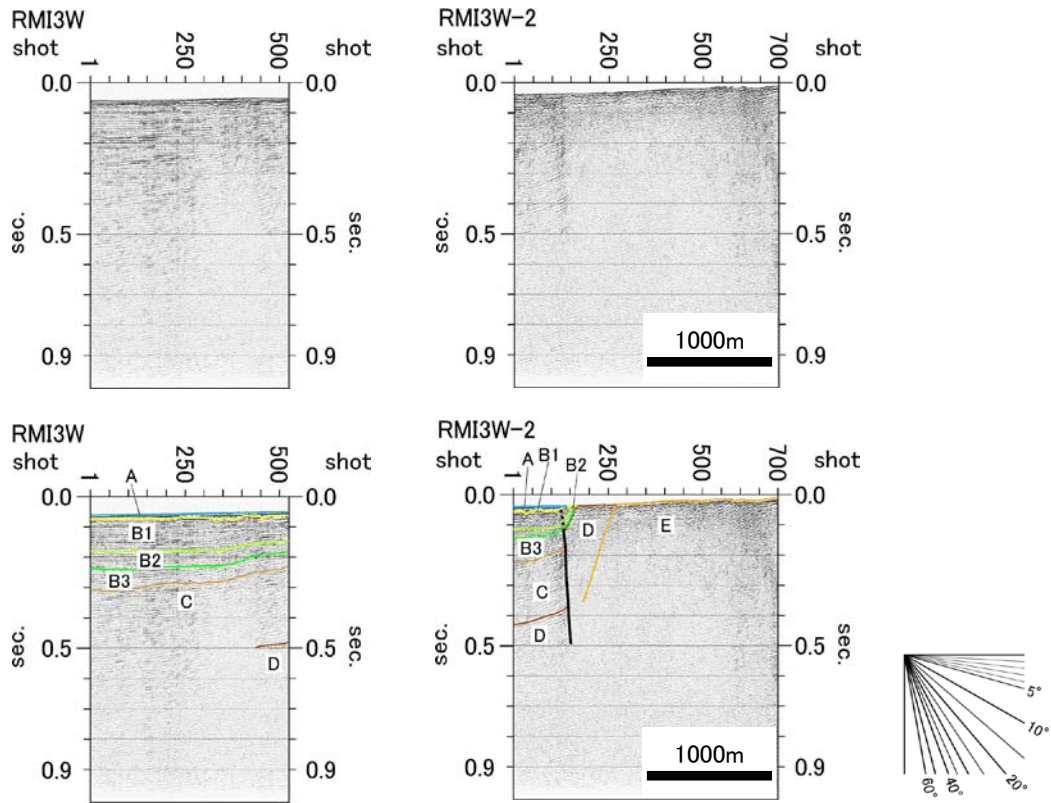 RMI3W
shot 1 250 500 shot
0.0 0.0
sec. 0.5 0.5 sec.
0.9 0.9
RMI3W-2
shot 1 250 500 700 shot
0.0 0.0
sec. 0.5 0.5 sec.
0.9 0.9
1000m
RMI3W
shot 1 250 500 shot
A
0.0 0.0
B1
B2
B3
C
sec. 0.5 0.5 sec.
D
0.9 0.9
RMI3W-2
shot 1 250 500 700 shot
A B1 B2
0.0 0.0
D E
B3
C
D
sec. 0.5 0.5 sec.
0.9 0.9
1000m
5°
10°
20°
40°
60°